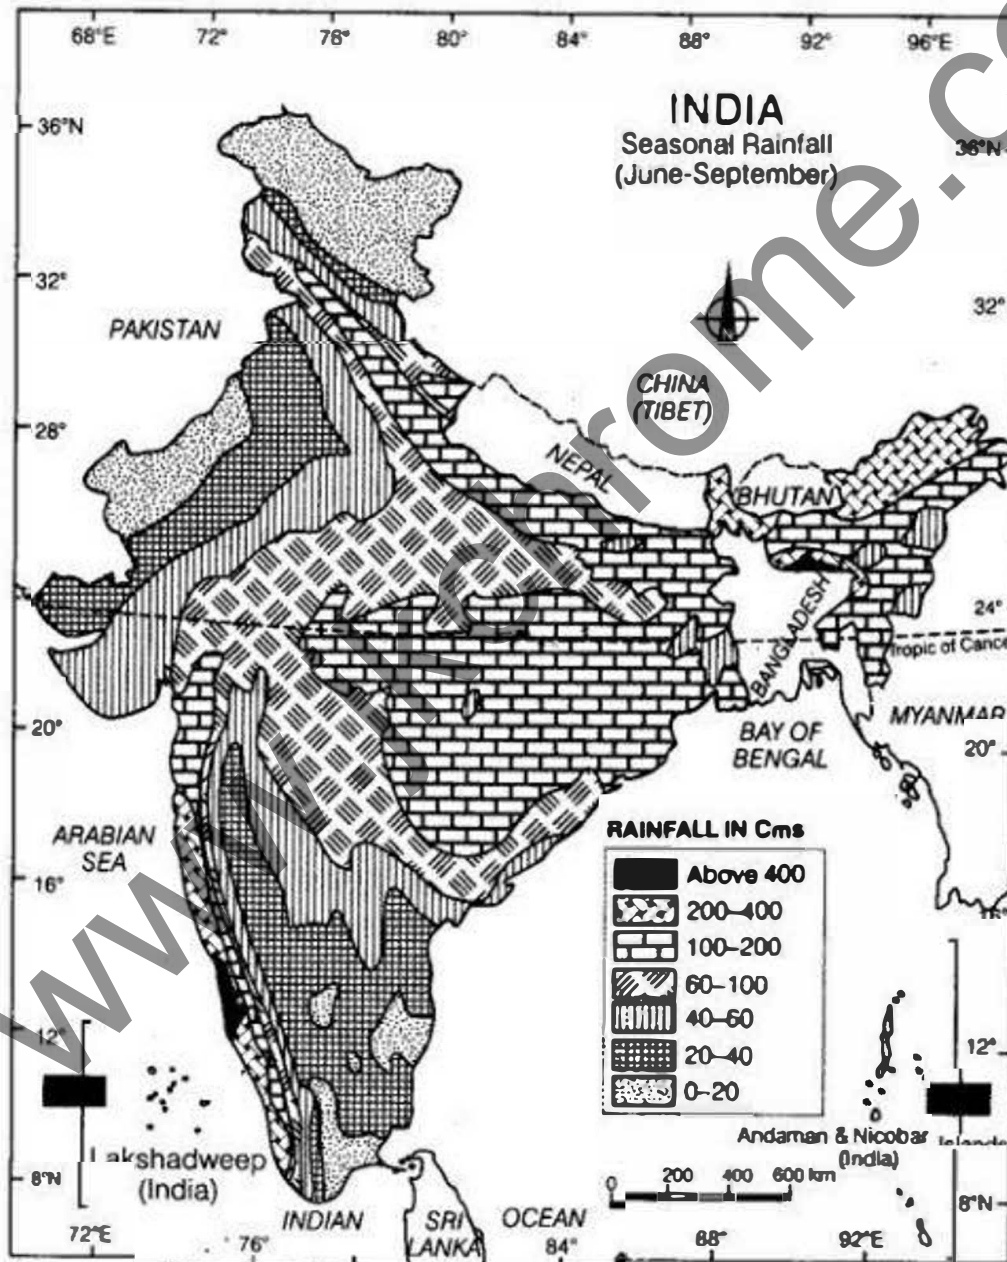 68°E 72° 76° 80° 84° 88° 92° 96°E
INDIA
Seasonal Rainfall
(June-September)
36°N
36°N
32°
32°
PAKISTAN
CHINA
(TIBET)
28°
NEPAL
BHUTAN
BANGLADESH
24°
Tropic of Cance
MYANMAR
20°
20°
BAY OF
BENGAL
ARABIAN
SEA
16°
RAINFALL IN Cms
Above 400
200–400
100–200
60–100
40–60
20–40
0–20
12°
12°
Lakshadweep
(India)
Andaman & Nicobar
Islands
(India)
0 200 400 600 km
8°N
8°N
INDIAN
SRI
LANKA
OCEAN
72°E 76° 84° 88° 92°E